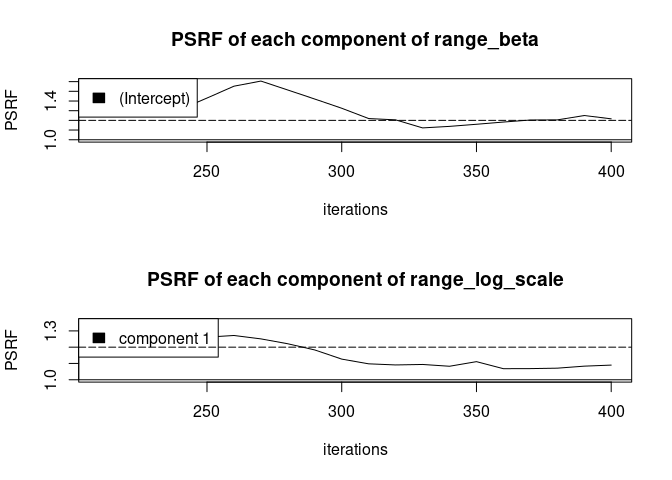 PSRF of each component of range_beta
PSRF
1.0 1.4
(Intercept)
250 300 350 400
iterations
PSRF of each component of range_log_scale
PSRF
1.0 1.3
component 1
250 300 350 400
iterations